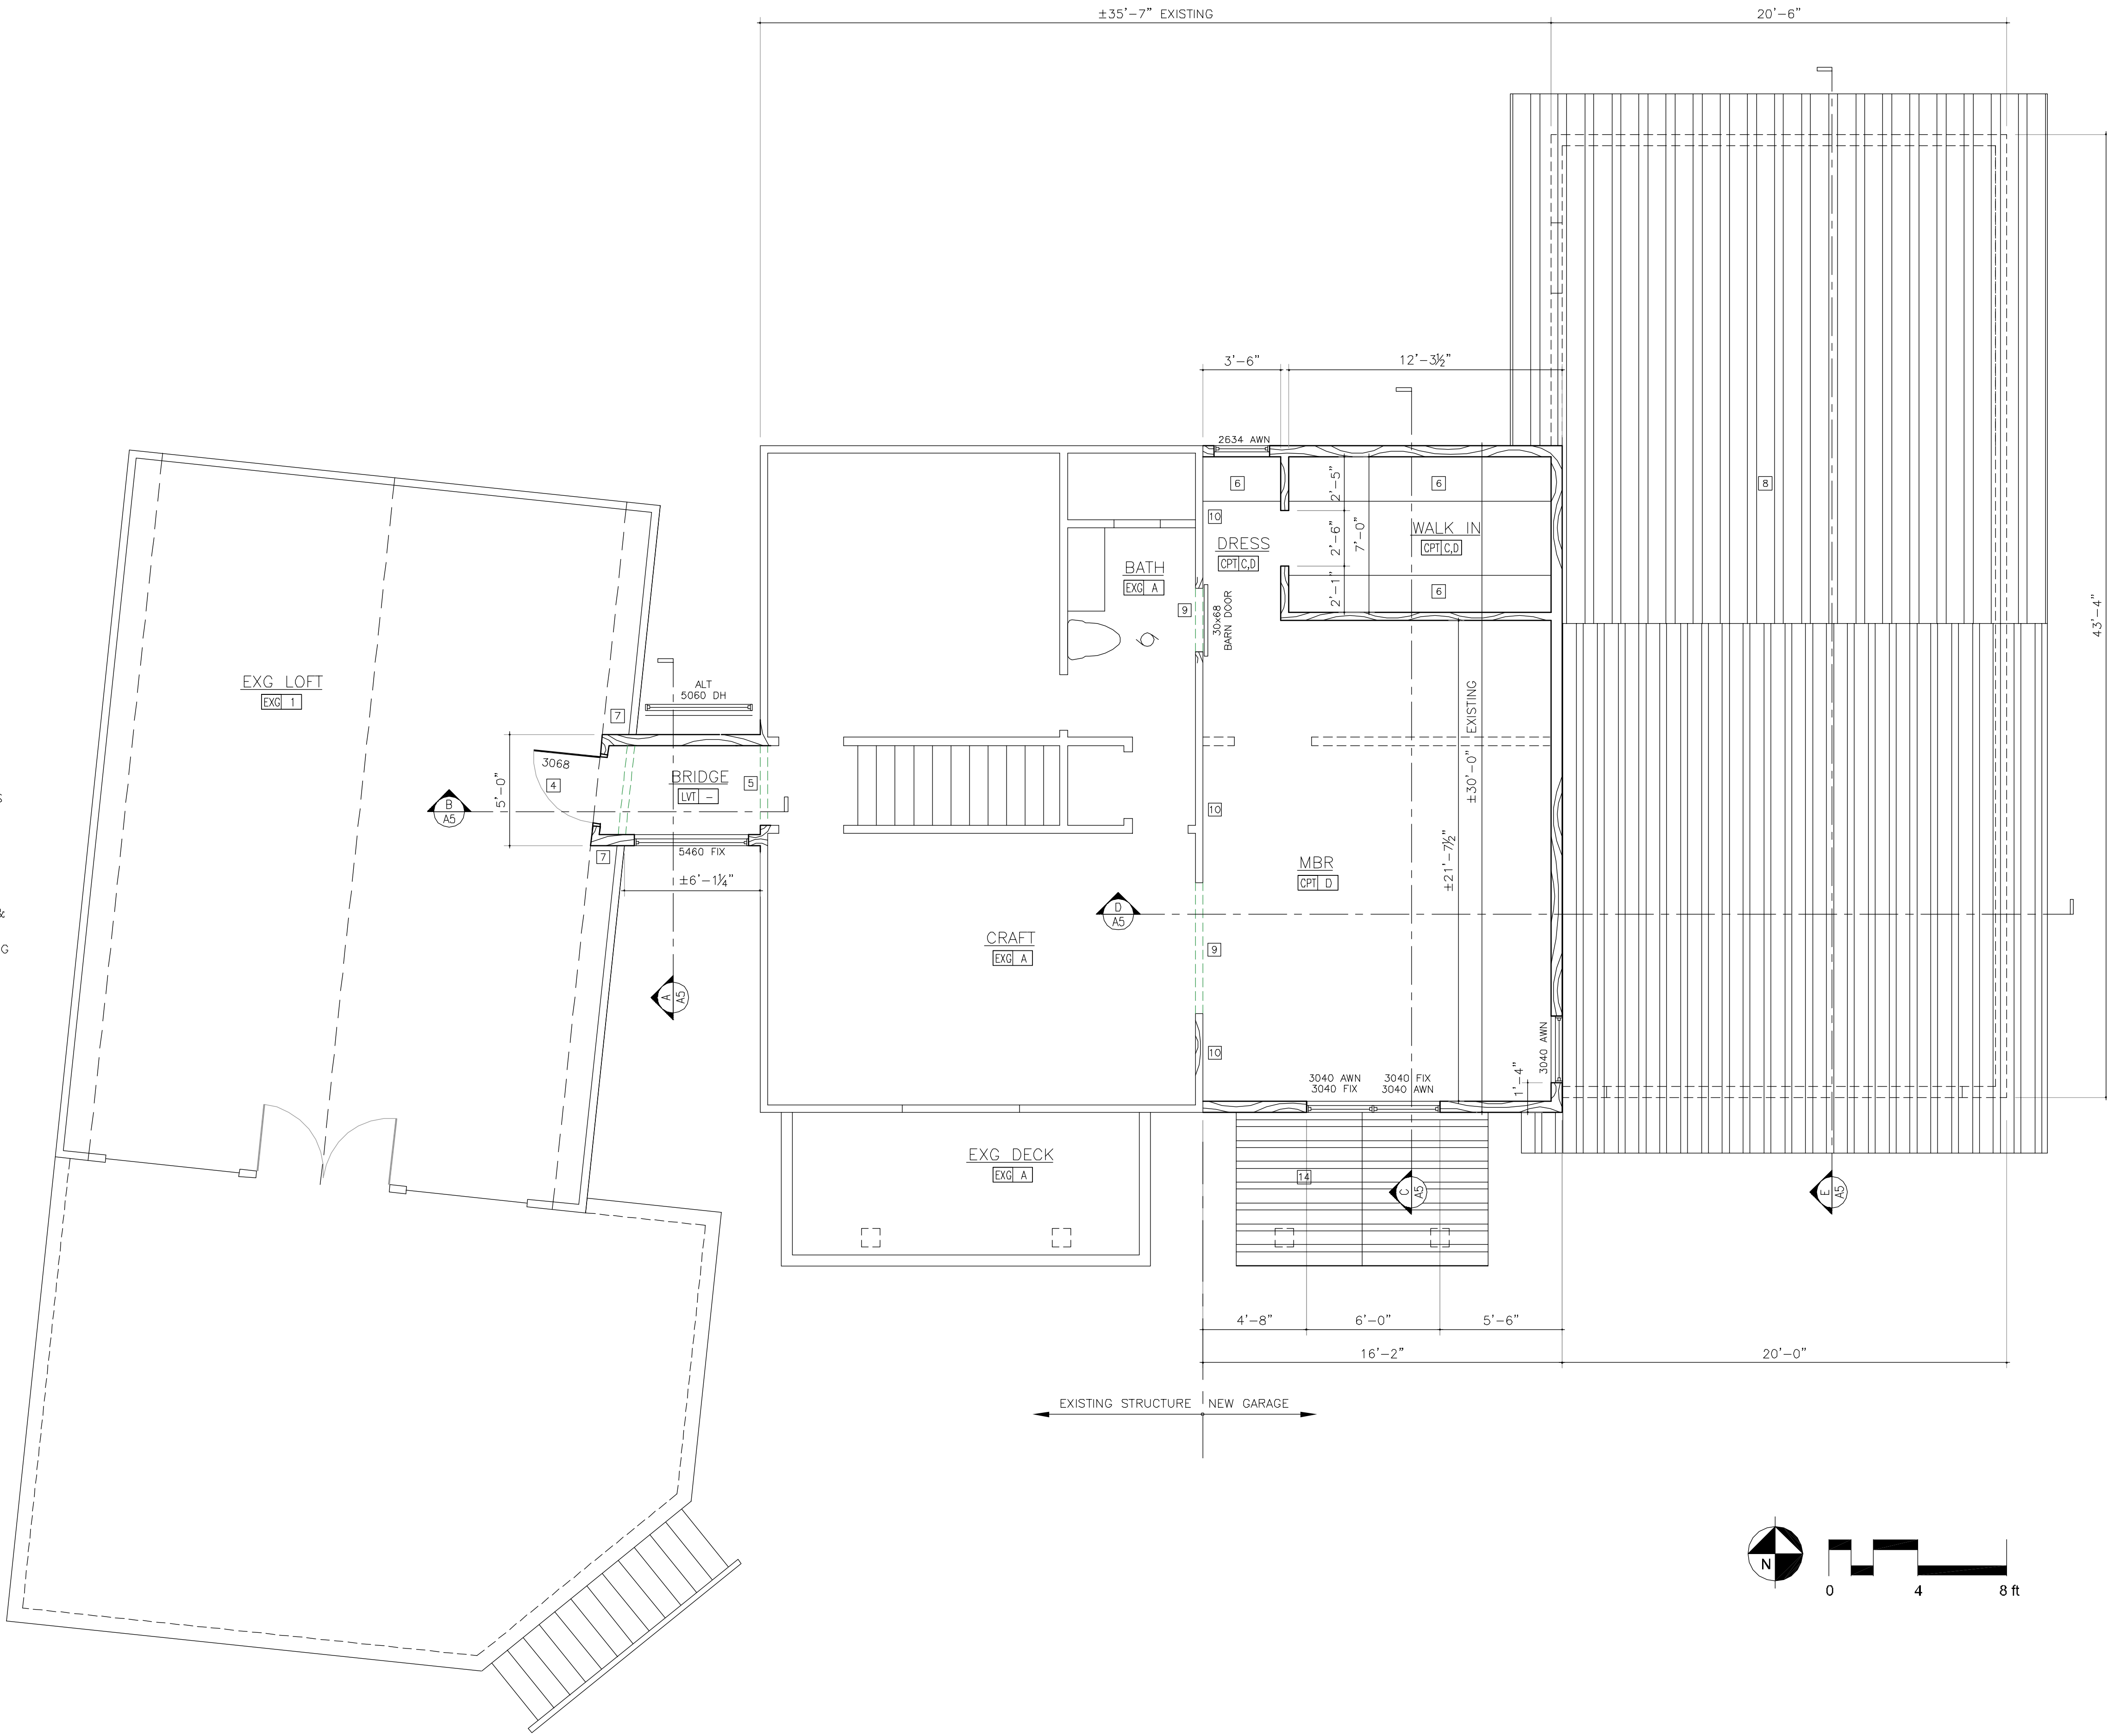 ±35'-7" EXISTING
20'-6"
3'-6"
12'-3½"
2634 AWN
6
6
8
2'-5"
10
WALK IN
CPT C,D
DRESS
CPT C,D
2'-6"
7'-0"
BATH
EXG A
6
2'-1"
9
30x68
BARN DOOR
43'-4"
EXG LOFT
EXG 1
ALT
5060 DH
7
±30'-0" EXISTING
3068
4
BRIDGE
LVT -
5
5'-0"
B
A5
10
5460 FIX
7
±21'-7½"
MBR
CPT D
±6'-1¼"
D
A5
S
&
G
CRAFT
EXG A
9
A
A5
10
3040 AWN
3040 FIX
3040 FIX
3040 AWN
3040 AWN
1'-4"
EXG DECK
EXG A
14
C
A5
E
A5
4'-8"
6'-0"
5'-6"
16'-2"
20'-0"
EXISTING STRUCTURE
NEW GARAGE
N
0 4 8 ft